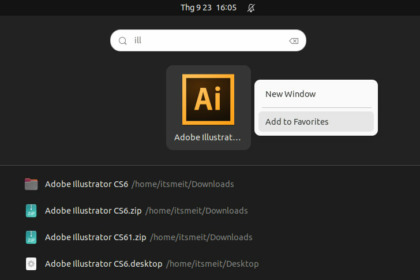 Thg 9 23 16:05
ill
Ai
New Window
Adobe Illustrat...
Add to Favorites
Adobe Illustrator CS6 /home/itsmeit/Downloads
Adobe Illustrator CS6.zip /home/itsmeit/Downloads
Adobe Illustrator CS61.zip /home/itsmeit/Downloads
Adobe Illustrator CS6.desktop /home/itsmeit/Desktop